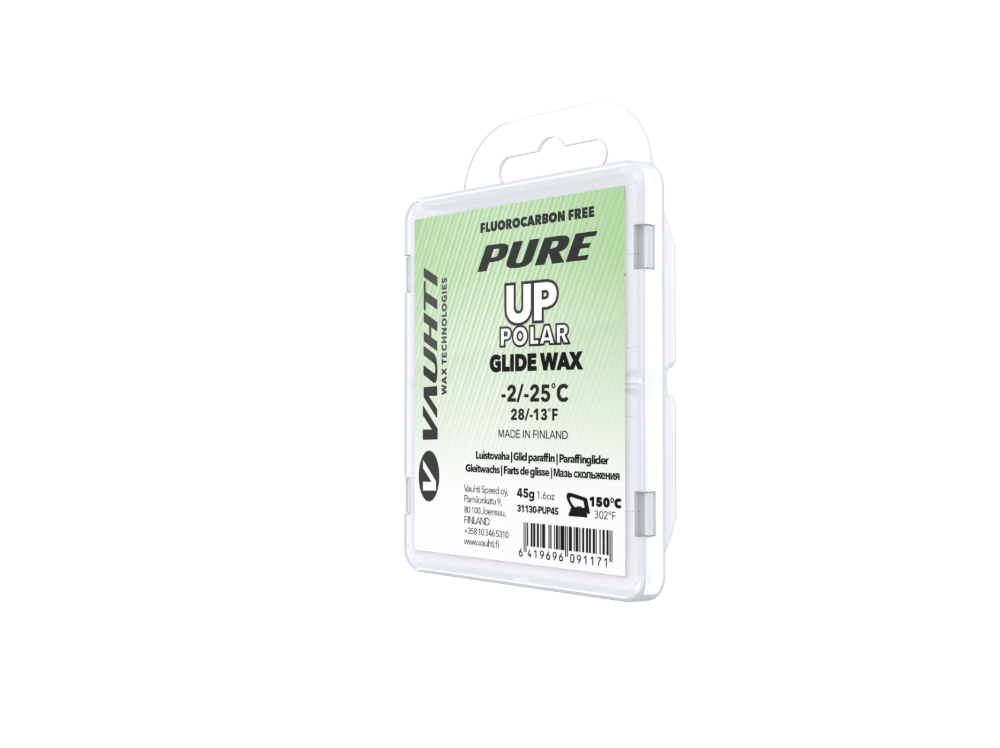 FLUOROCARBON FREE
PURE
UP
POLAR
GLIDE WAX
-2/-25°C
28/-13°F
MADE IN FINLAND
Luistovaha | Glid paraffin | Paraffinglider
Gleitwachs | Farts de glisse | Мазь скольжения
VAUHTI
WAX TECHNOLOGIES
V
Vauhti Speed oy,
Pamilonkatu 9,
80100 Joensuu,
FINLAND
+358 10 346 5310
www.vauhti.fi
45g 1.6oz
31130-PUP45
150°C
302°F
6 419696 091171